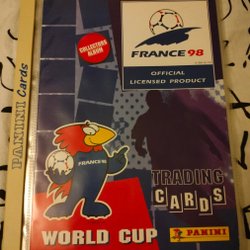 PANINI Cards
COLLECTORS
ALBUM
FRANCE 98
OFFICIAL
LICENSED PRODUCT
FRANCE 98
TRADING
CARDS
WORLD CUP
PANINI